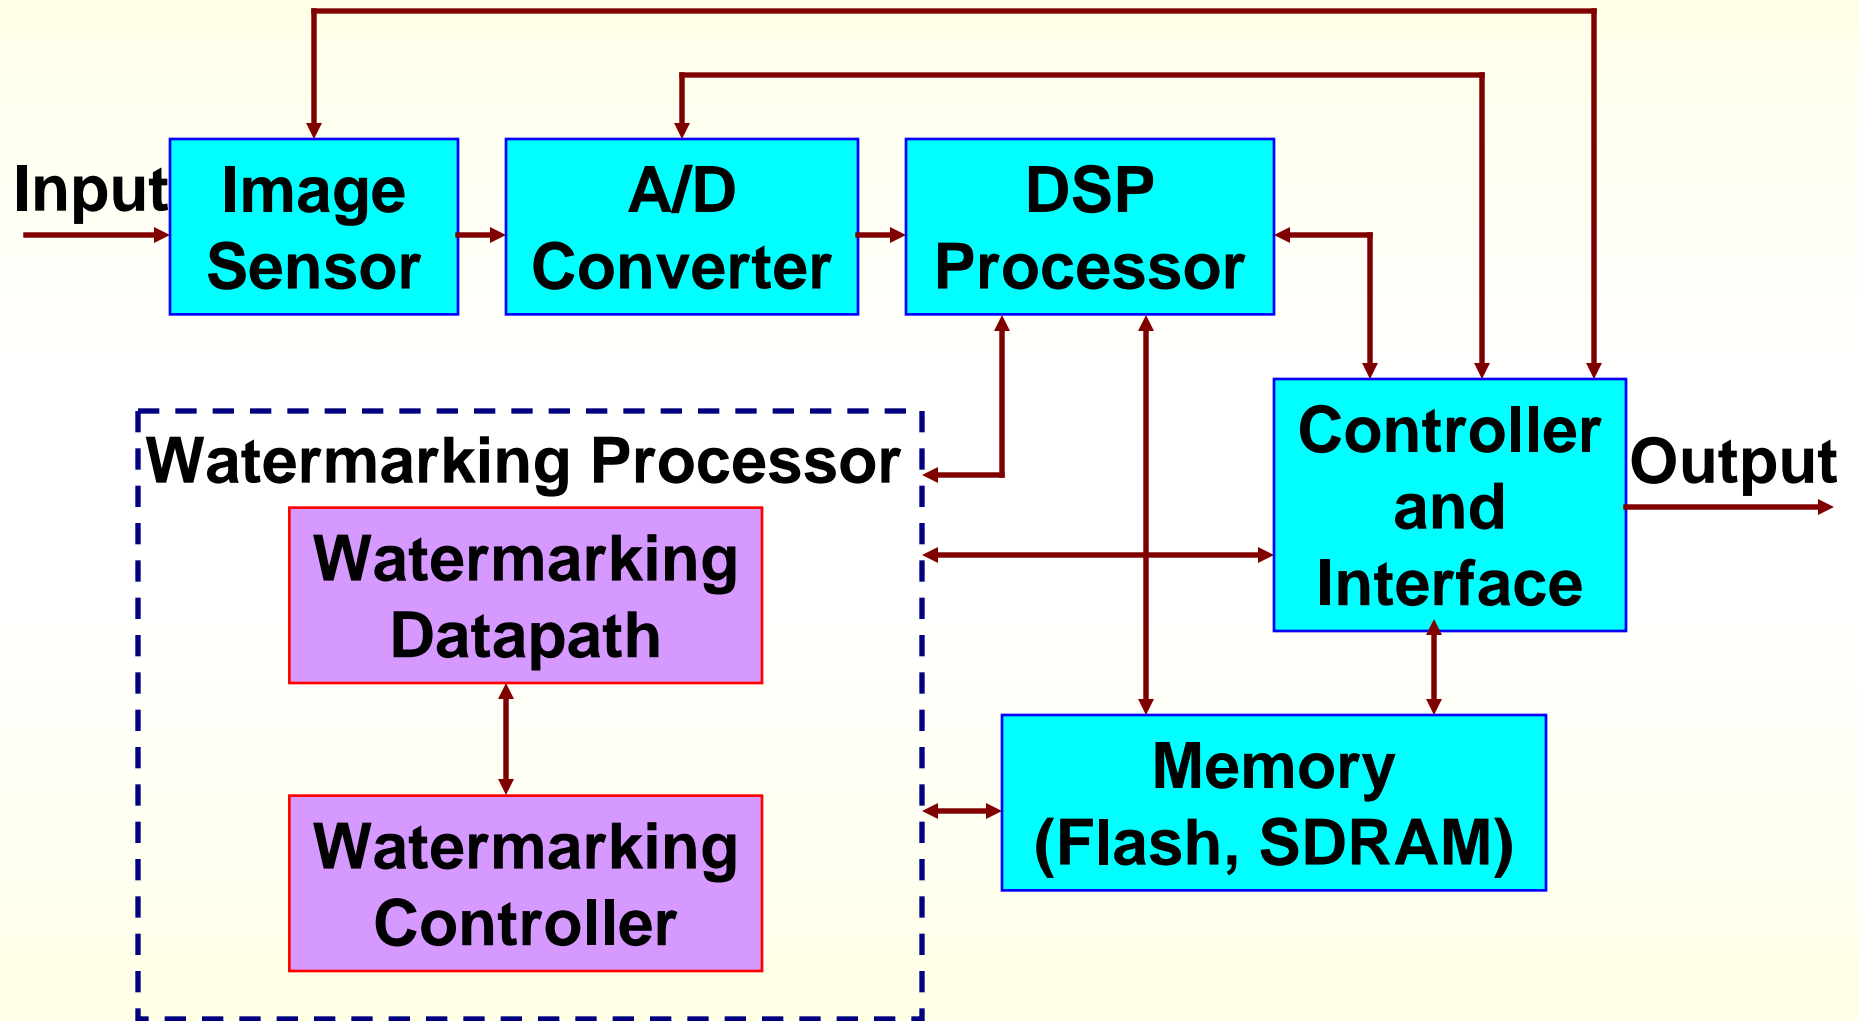 Input
Image
Sensor
A/D
Converter
DSP
Processor
Watermarking Processor
Watermarking
Datapath
Watermarking
Controller
Controller
and
Interface
Output
Memory
(Flash, SDRAM)